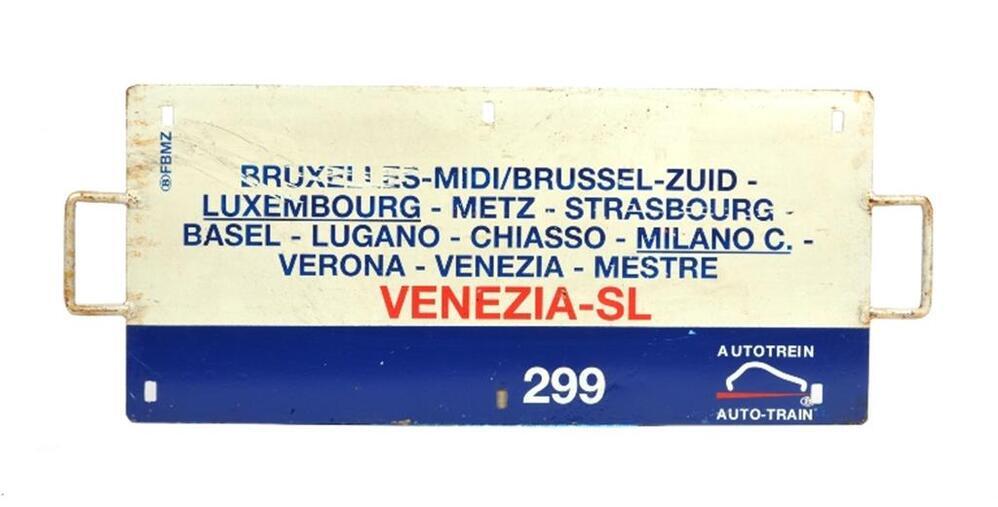 Ⓑ FBMZ
BRUXELLES-MIDI/BRUSSEL-ZUID -
LUXEMBOURG - METZ - STRASBOURG -
BASEL - LUGANO - CHIASSO - MILANO C. -
VERONA - VENEZIA - MESTRE
VENEZIA-SL
299
AUTOTREIN
Ⓑ
AUTO-TRAIN